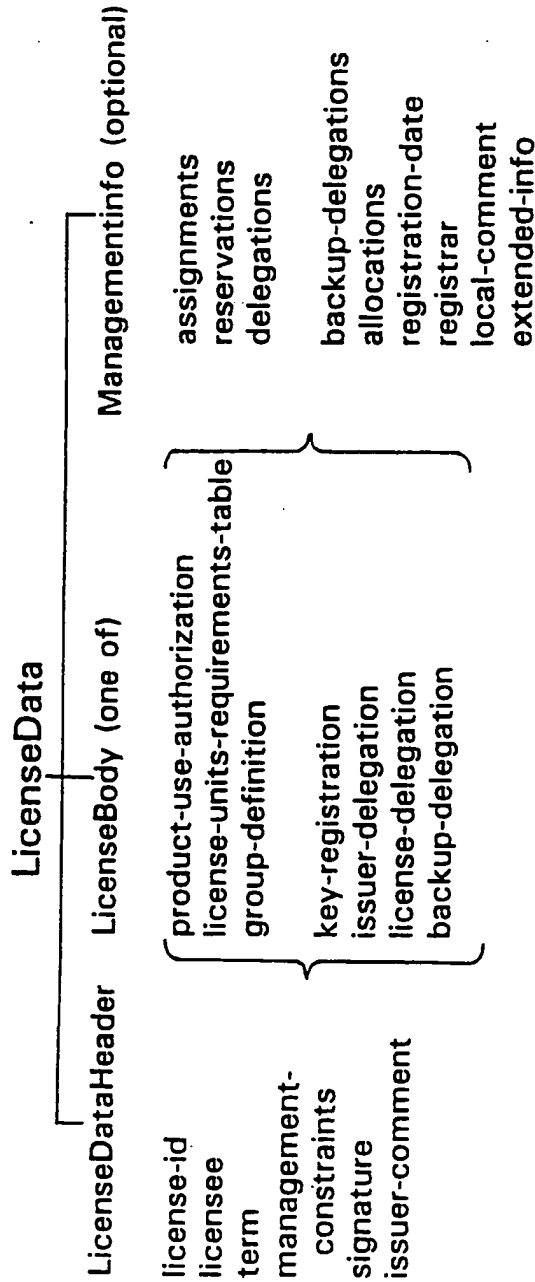 LicenseData
LicenseDataHeader
license-id
licensee
term
management-
constraints
signature
issuer-comment
LicenseBody (one of)
product-use-authorization
license-units-requirements-table
group-definition
key-registration
issuer-delegation
license-delegation
backup-delegation
Managementinfo (optional)
assignments
reservations
delegations
backup-delegations
allocations
registration-date
registrar
local-comment
extended-info